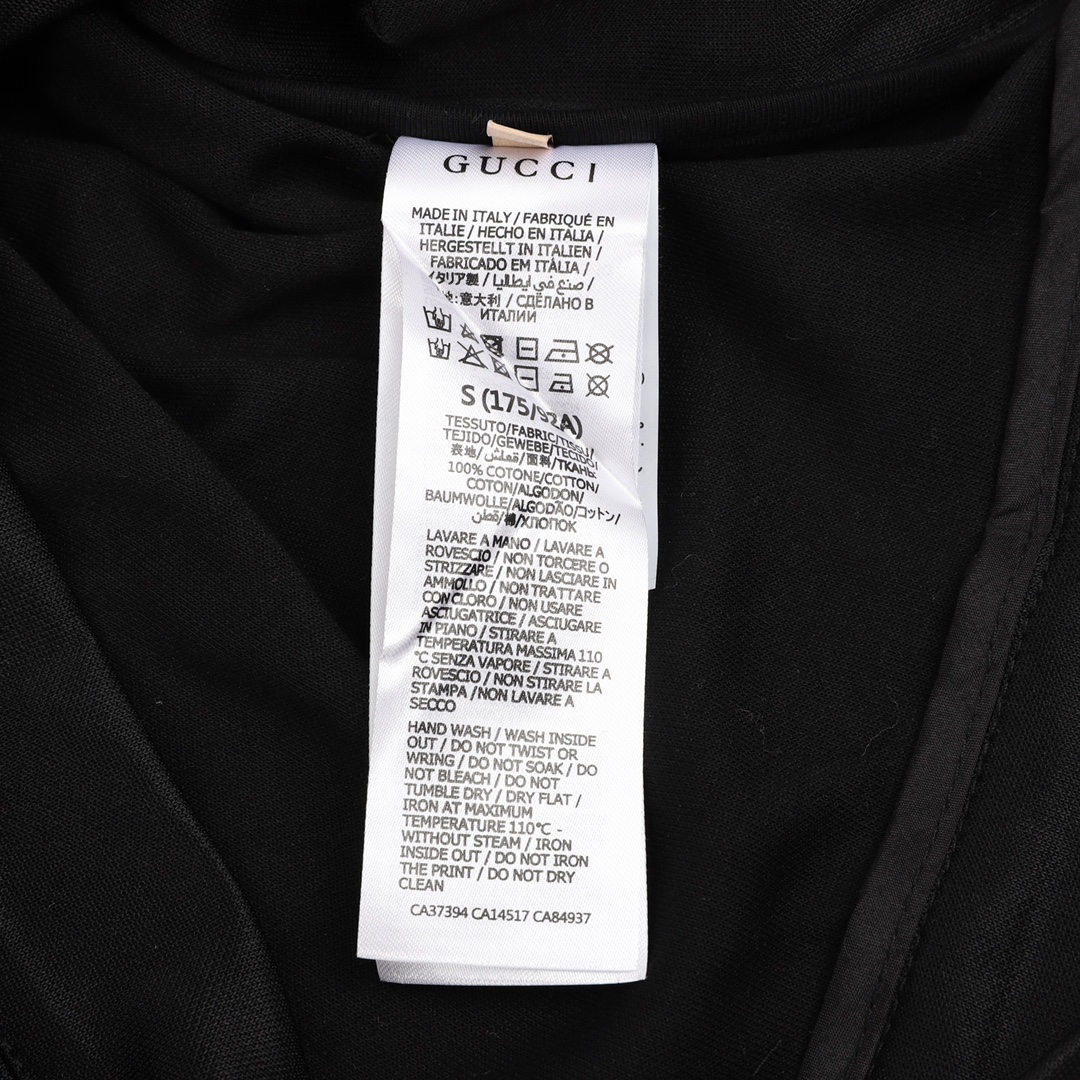 GUCCI
MADE IN ITALY / FABRIQUÉ EN
ITALIE / HECHO EN ITALIA /
HERGESTELLT IN ITALIEN /
FABRICADO EM ITÁLIA /
イタリア製 / صنع في إيطاليا /
意大利 / СДЕЛАНО В
ИТАЛИИ
S (175/92A)
TESSUTO/FABRIC/TISSU/
TEJIDO/GEWEBE/TECIDO/
表地/قماش/面料/ТКАНЬ:
100% COTONE/COTTON/
COTON/ALGODON/
BAUMWOLLE/ALGODÃO/コットン/
قطن/棉/ХЛОПОК
LAVARE A MANO / LAVARE A
ROVESCIO / NON TORCERE O
STRIZZARE / NON LASCIARE IN
AMMOLLO / NON TRATTARE
CON CLORO / NON USARE
ASCIUGATRICE / ASCIUGARE
IN PIANO / STIRARE A
TEMPERATURA MASSIMA 110
°C SENZA VAPORE / STIRARE A
ROVESCIO / NON STIRARE LA
STAMPA /NON LAVARE A
SECCO
HAND WASH / WASH INSIDE
OUT / DO NOT TWIST OR
WRING / DO NOT SOAK / DO
NOT BLEACH / DO NOT
TUMBLE DRY / DRY FLAT /
IRON AT MAXIMUM
TEMPERATURE 110°C -
WITHOUT STEAM / IRON
INSIDE OUT / DO NOT IRON
THE PRINT / DO NOT DRY
CLEAN
CA37394 CA14517 CA84937